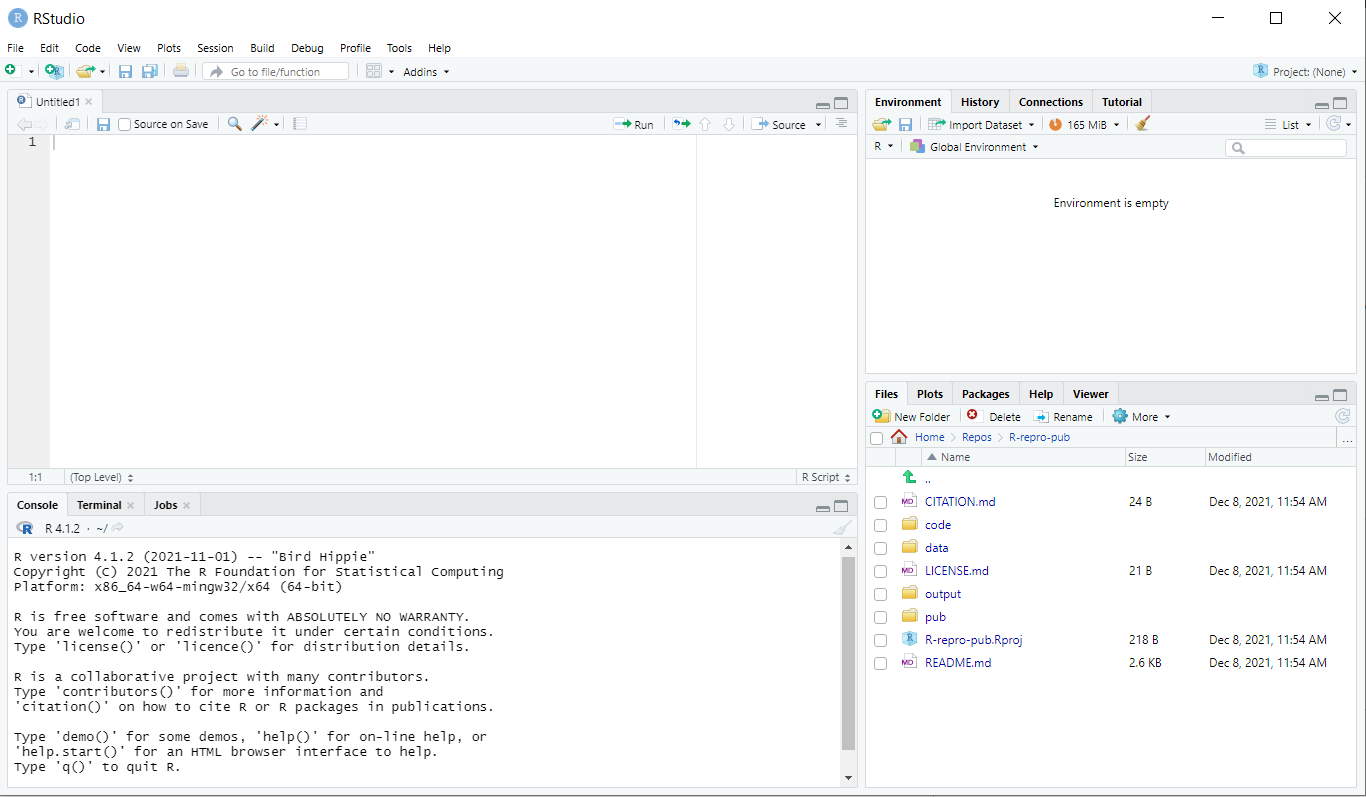 RStudio
File Edit Code View Plots Session Build Debug Profile Tools Help
Go to file/function Addins Project: (None)
Untitled1
Source on Save Run Source
1
1:1 (Top Level) R Script
Console Terminal Jobs
R 4.1.2 · ~/
R version 4.1.2 (2021-11-01) -- "Bird Hippie"
Copyright (C) 2021 The R Foundation for Statistical Computing
Platform: x86_64-w64-mingw32/x64 (64-bit)
R is free software and comes with ABSOLUTELY NO WARRANTY.
You are welcome to redistribute it under certain conditions.
Type 'license()' or 'licence()' for distribution details.
R is a collaborative project with many contributors.
Type 'contributors()' for more information and
'citation()' on how to cite R or R packages in publications.
Type 'demo()' for some demos, 'help()' for on-line help, or
'help.start()' for an HTML browser interface to help.
Type 'q()' to quit R.
Environment History Connections Tutorial
Import Dataset 165 MiB List
R Global Environment
Environment is empty
Files Plots Packages Help Viewer
New Folder Delete Rename More
Home Repos R-repro-pub ...
Name Size Modified
..
MD CITATION.md 24 B Dec 8, 2021, 11:54 AM
code
data
MD LICENSE.md 21 B Dec 8, 2021, 11:54 AM
output
pub
R R-repro-pub.Rproj 218 B Dec 8, 2021, 11:54 AM
MD README.md 2.6 KB Dec 8, 2021, 11:54 AM